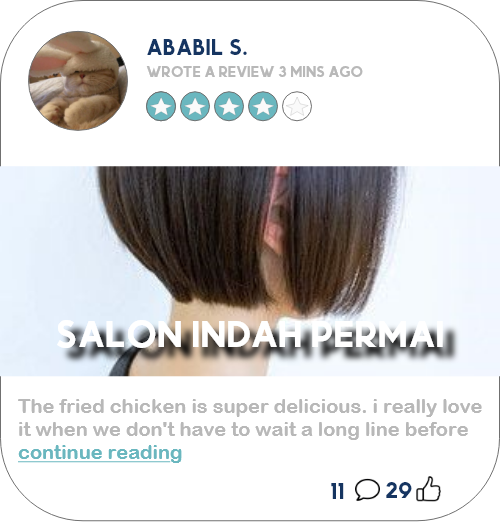 ABABIL S.
WROTE A REVIEW 3 MINS AGO
SALON INDAH PERMAI
The fried chicken is super delicious. i really love
it when we don't have to wait a long line before
continue reading
11 29